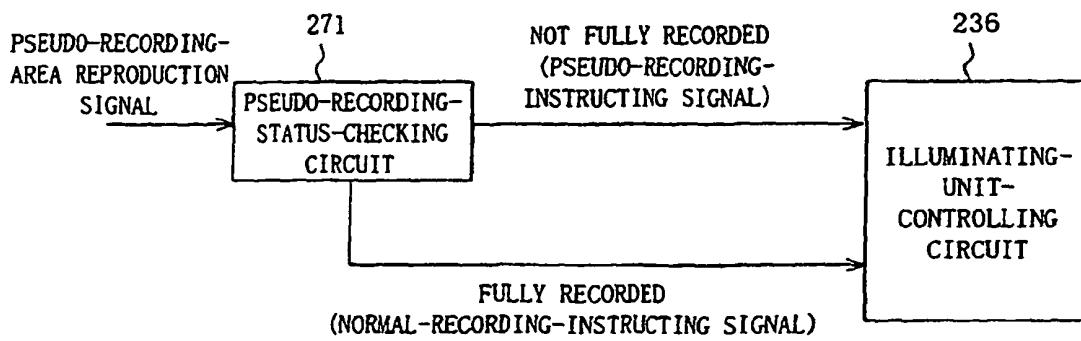 PSEUDO-RECORDING-
AREA REPRODUCTION
SIGNAL
271
PSEUDO-RECORDING-
STATUS-CHECKING
CIRCUIT
NOT FULLY RECORDED
(PSEUDO-RECORDING-
INSTRUCTING SIGNAL)
FULLY RECORDED
(NORMAL-RECORDING-INSTRUCTING SIGNAL)
236
ILLUMINATING-
UNIT-
CONTROLLING
CIRCUIT